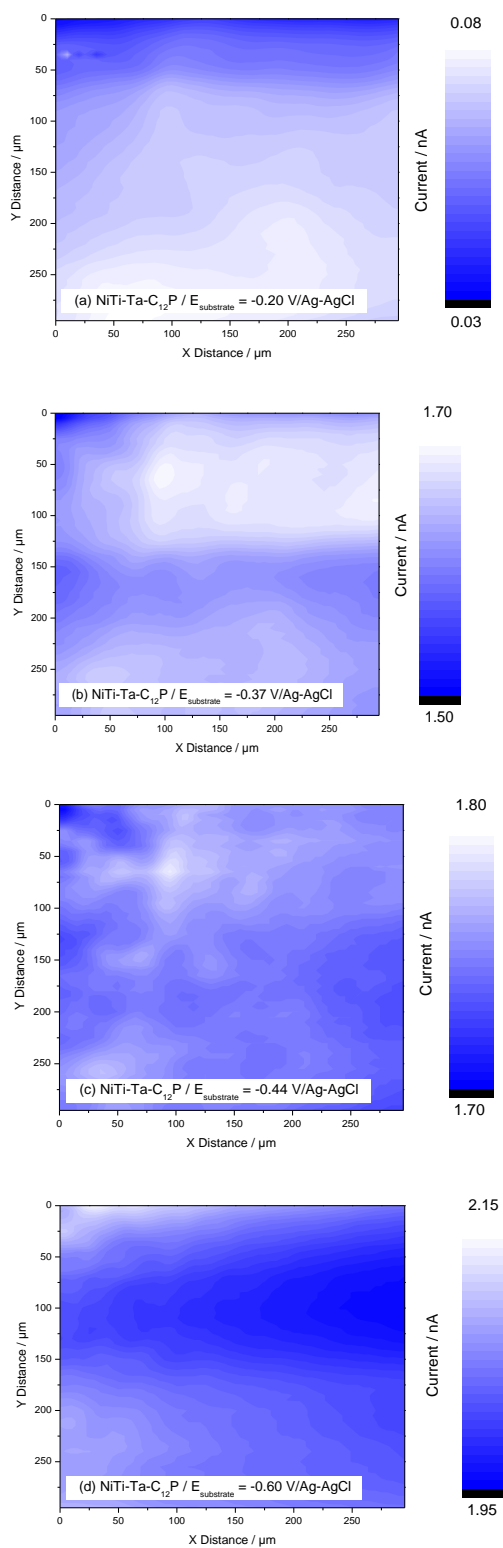 0.08
0
50
100
150
200
250
Y Distance / µm
Current / nA
(a) NiTi-Ta-C12P / Esubstrate = -0.20 V/Ag-AgCl
0.03
0 50 100 150 200 250
X Distance / µm
1.70
0
50
100
150
200
250
Y Distance / µm
Current / nA
(b) NiTi-Ta-C12P / Esubstrate = -0.37 V/Ag-AgCl
1.50
0 50 100 150 200 250
X Distance / µm
1.80
0
50
100
150
200
250
Y Distance / µm
Current / nA
(c) NiTi-Ta-C12P / Esubstrate = -0.44 V/Ag-AgCl
1.70
0 50 100 150 200 250
X Distance / µm
2.15
0
50
100
150
200
250
Y Distance / µm
Current / nA
(d) NiTi-Ta-C12P / Esubstrate = -0.60 V/Ag-AgCl
1.95
0 50 100 150 200 250
X Distance / µm